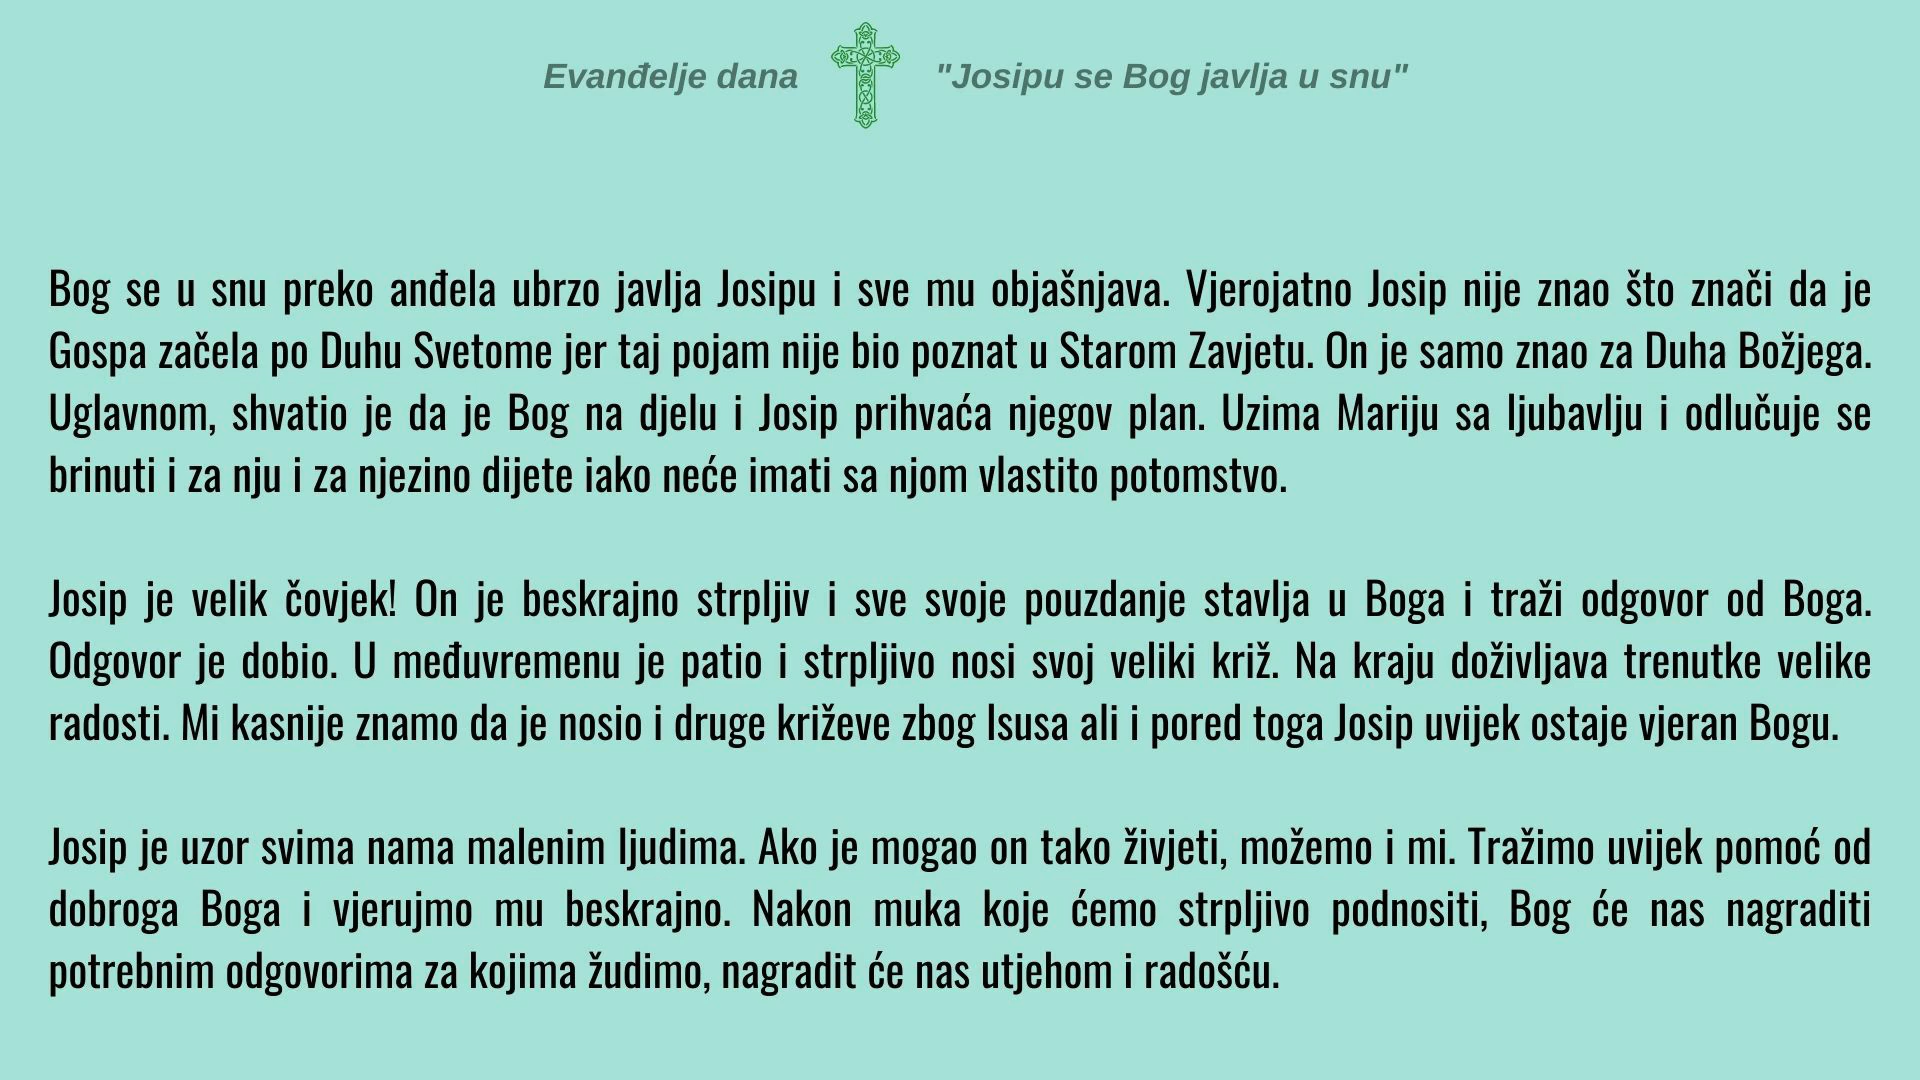 Evanđelje dana "Josipu se Bog javlja u snu"
Bog se u snu preko anđela ubrzo javlja Josipu i sve mu objašnjava. Vjerojatno Josip nije znao što znači da je
Gospa začela po Duhu Svetome jer taj pojam nije bio poznat u Starom Zavjetu. On je samo znao za Duha Božjega.
Uglavnom, shvatio je da je Bog na djelu i Josip prihvaća njegov plan. Uzima Mariju sa ljubavlju i odlučuje se
brinuti i za nju i za njezino dijete iako neće imati sa njom vlastito potomstvo.
Josip je velik čovjek! On je beskrajno strpljiv i sve svoje pouzdanje stavlja u Boga i traži odgovor od Boga.
Odgovor je dobio. U međuvremenu je patio i strpljivo nosi svoj veliki križ. Na kraju doživljava trenutke velike
radosti. Mi kasnije znamo da je nosio i druge križeve zbog Isusa ali i pored toga Josip uvijek ostaje vjeran Bogu.
Josip je uzor svima nama malenim ljudima. Ako je mogao on tako živjeti, možemo i mi. Tražimo uvijek pomoć od
dobroga Boga i vjerujmo mu beskrajno. Nakon muka koje ćemo strpljivo podnositi, Bog će nas nagraditi
potrebnim odgovorima za kojima žudimo, nagradit će nas utjehom i radošću.